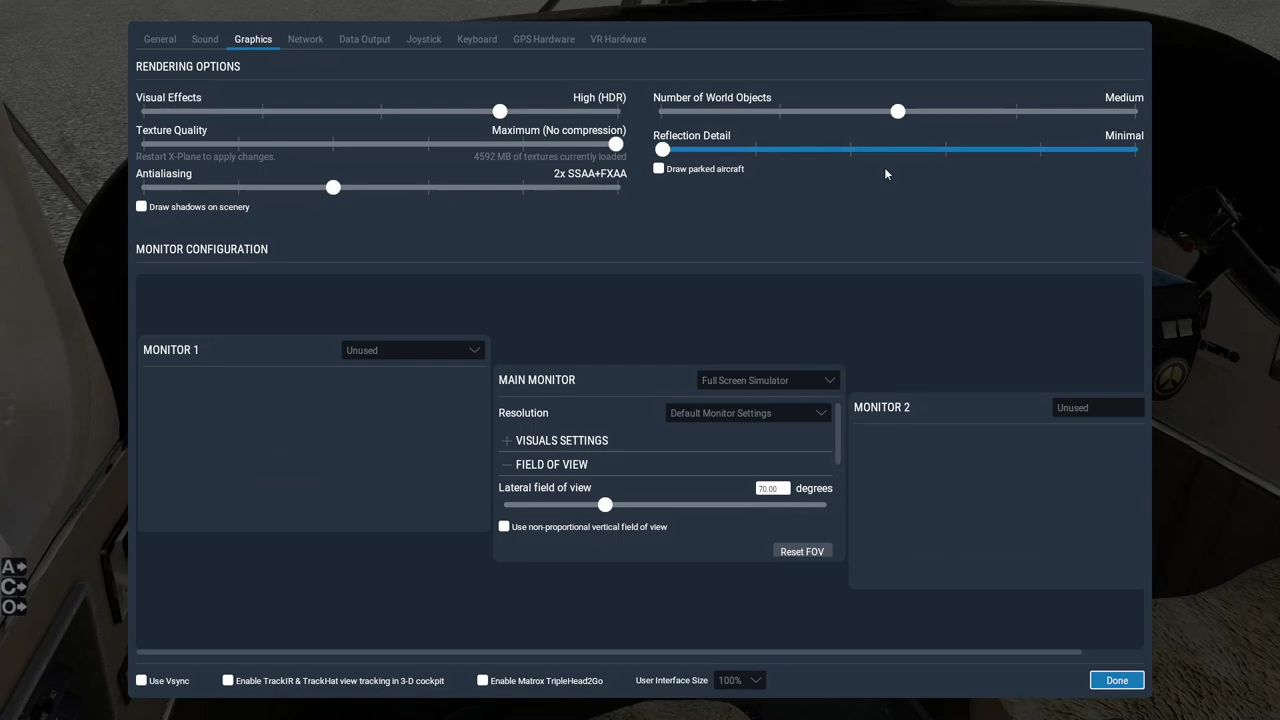 General Sound Graphics Network Data Output Joystick Keyboard GPS Hardware VR Hardware
RENDERING OPTIONS
Visual Effects High (HDR)
Number of World Objects Medium
Texture Quality Maximum (No compression)
Reflection Detail Minimal
Restart X-Plane to apply changes. 4592 MB of textures currently loaded
Draw parked aircraft
Antialiasing 2x SSAA+FXAA
Draw shadows on scenery
MONITOR CONFIGURATION
MONITOR 1 Unused
MAIN MONITOR Full Screen Simulator
Resolution Default Monitor Settings
VISUALS SETTINGS
FIELD OF VIEW
Lateral field of view 70.00 degrees
Use non-proportional vertical field of view
Reset FOV
MONITOR 2 Unused
A
C
O
Use Vsync Enable TrackIR & TrackHat view tracking in 3-D cockpit Enable Matrox TripleHead2Go User Interface Size 100% Done